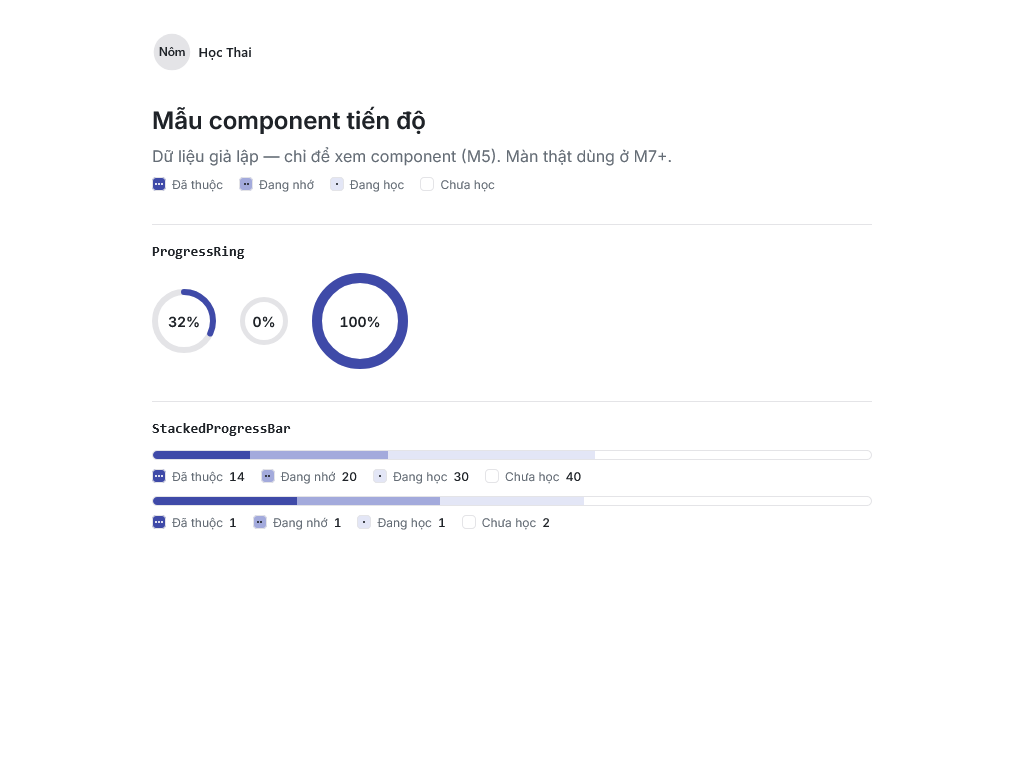 Nôm Học Thai
Mẫu component tiến độ
Dữ liệu giả lập — chỉ để xem component (M5). Màn thật dùng ở M7+.
Đã thuộc Đang nhớ Đang học Chưa học
ProgressRing
32% 0% 100%
StackedProgressBar
Đã thuộc 14 Đang nhớ 20 Đang học 30 Chưa học 40
Đã thuộc 1 Đang nhớ 1 Đang học 1 Chưa học 2